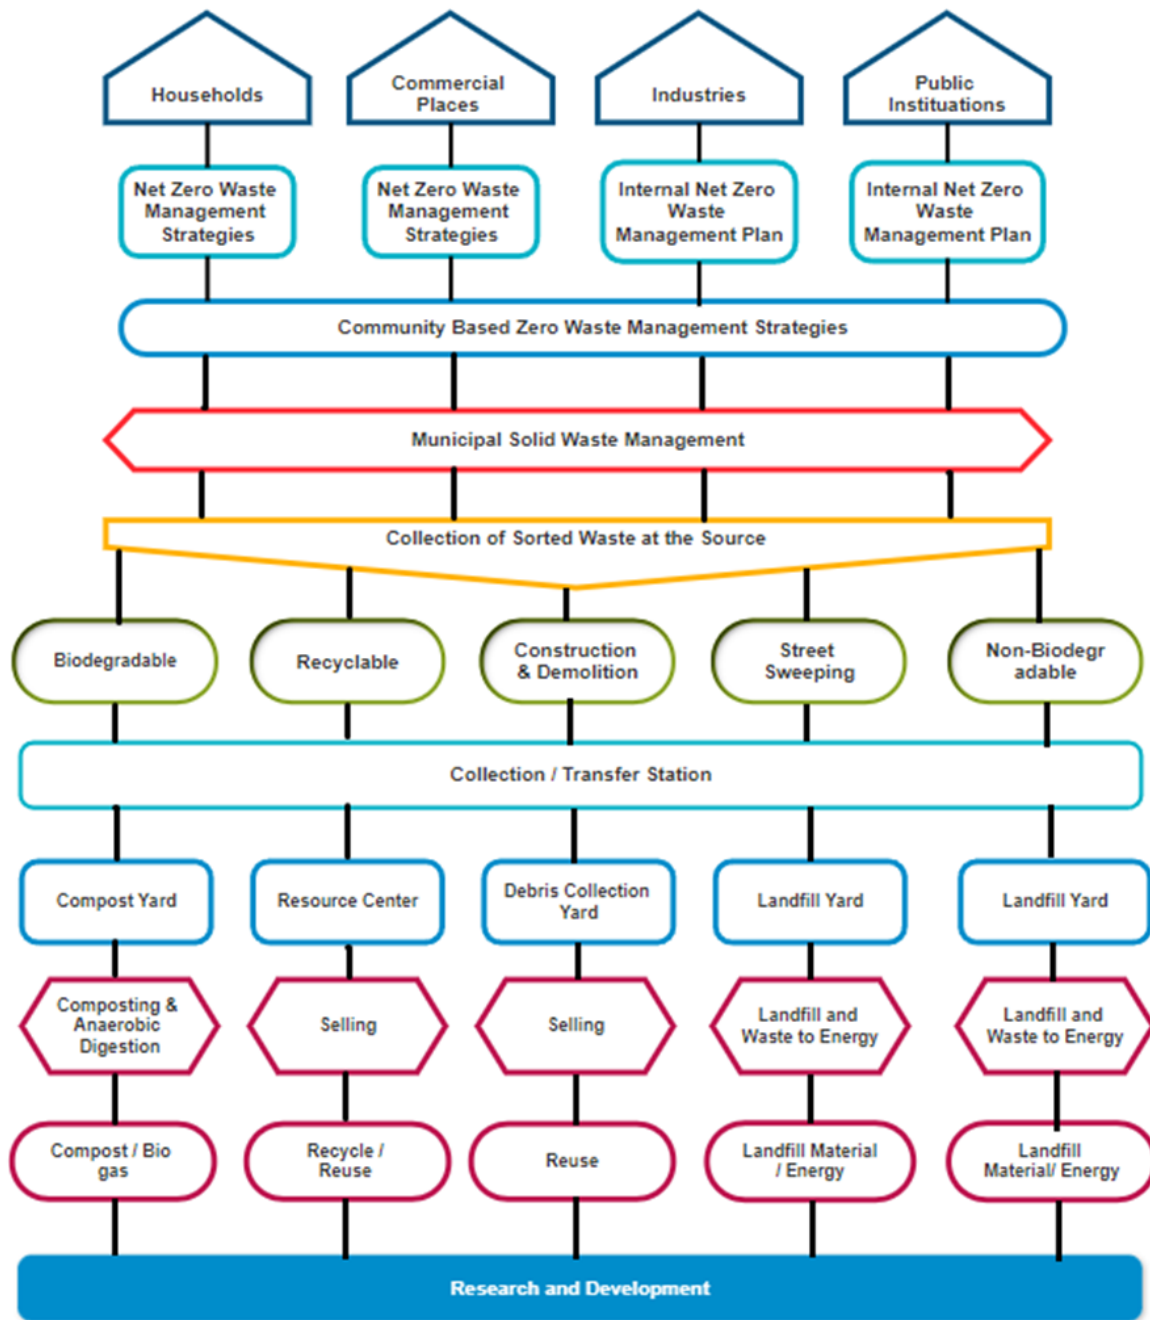 Households
Commercial
Places
Industries
Public
Instituations
Net Zero Waste
Management
Strategies
Net Zero Waste
Management
Strategies
Internal Net Zero
Waste
Management Plan
Internal Net Zero
Waste
Management Plan
Community Based Zero Waste Management Strategies
Municipal Solid Waste Management
Collection of Sorted Waste at the Source
Biodegradable
Recyclable
Construction
& Demolition
Street
Sweeping
Non-Biodegr
adable
Collection / Transfer Station
Compost Yard
Resource Center
Debris Collection
Yard
Landfill Yard
Landfill Yard
Composting &
Anaerobic
Digestion
Selling
Selling
Landfill and
Waste to Energy
Landfill and
Waste to Energy
Compost / Bio
gas
Recycle /
Reuse
Reuse
Landfill Material
/ Energy
Landfill
Material/ Energy
Research and Development